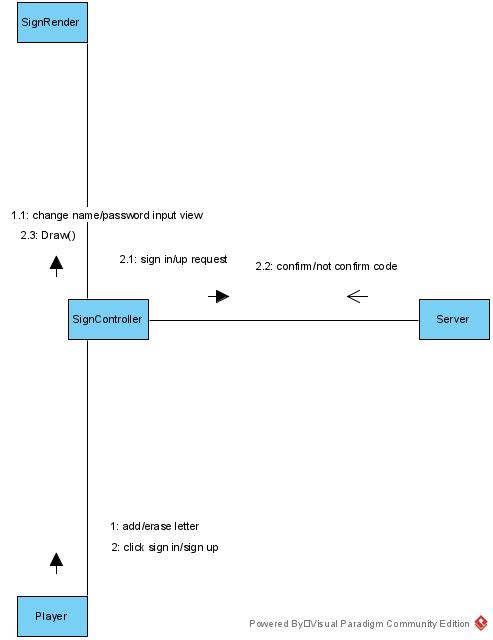 SignRender
1.1: change name/password input view
2.3: Draw()
2.1: sign in/up request
2.2: confirm/not confirm code
SignController
Server
1: add/erase letter
2: click sign in/sign up
Player
Powered By□Visual Paradigm Community Edition